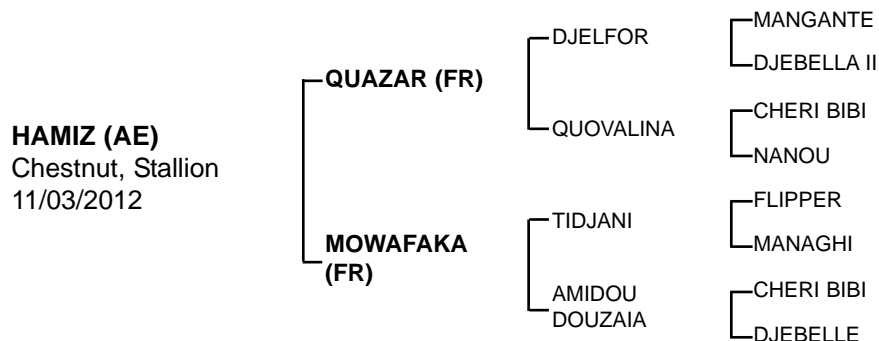 HAMIZ (AE)
Chestnut, Stallion
11/03/2012
QUAZAR (FR)
MOWAFAKA
(FR)
DJELFOR
QUOVALINA
TIDJANI
AMIDOU
DOUZAIA
MANGANTE
DJEBELLA II
CHERI BIBI
NANOU
FLIPPER
MANAGHI
CHERI BIBI
DJEBELLE